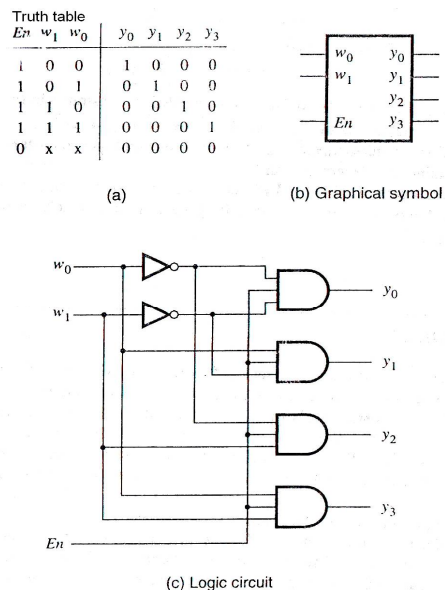 Truth table
En w1 w0 y0 y1 y2 y3
1 0 0 1 0 0 0
1 0 1 0 1 0 0
1 1 0 0 0 1 0
1 1 1 0 0 0 1
0 x x 0 0 0 0
(a)
w0 y0
w1 y1
y2
En y3
(b) Graphical symbol
w0
y0
w1
y1
y2
y3
En
(c) Logic circuit